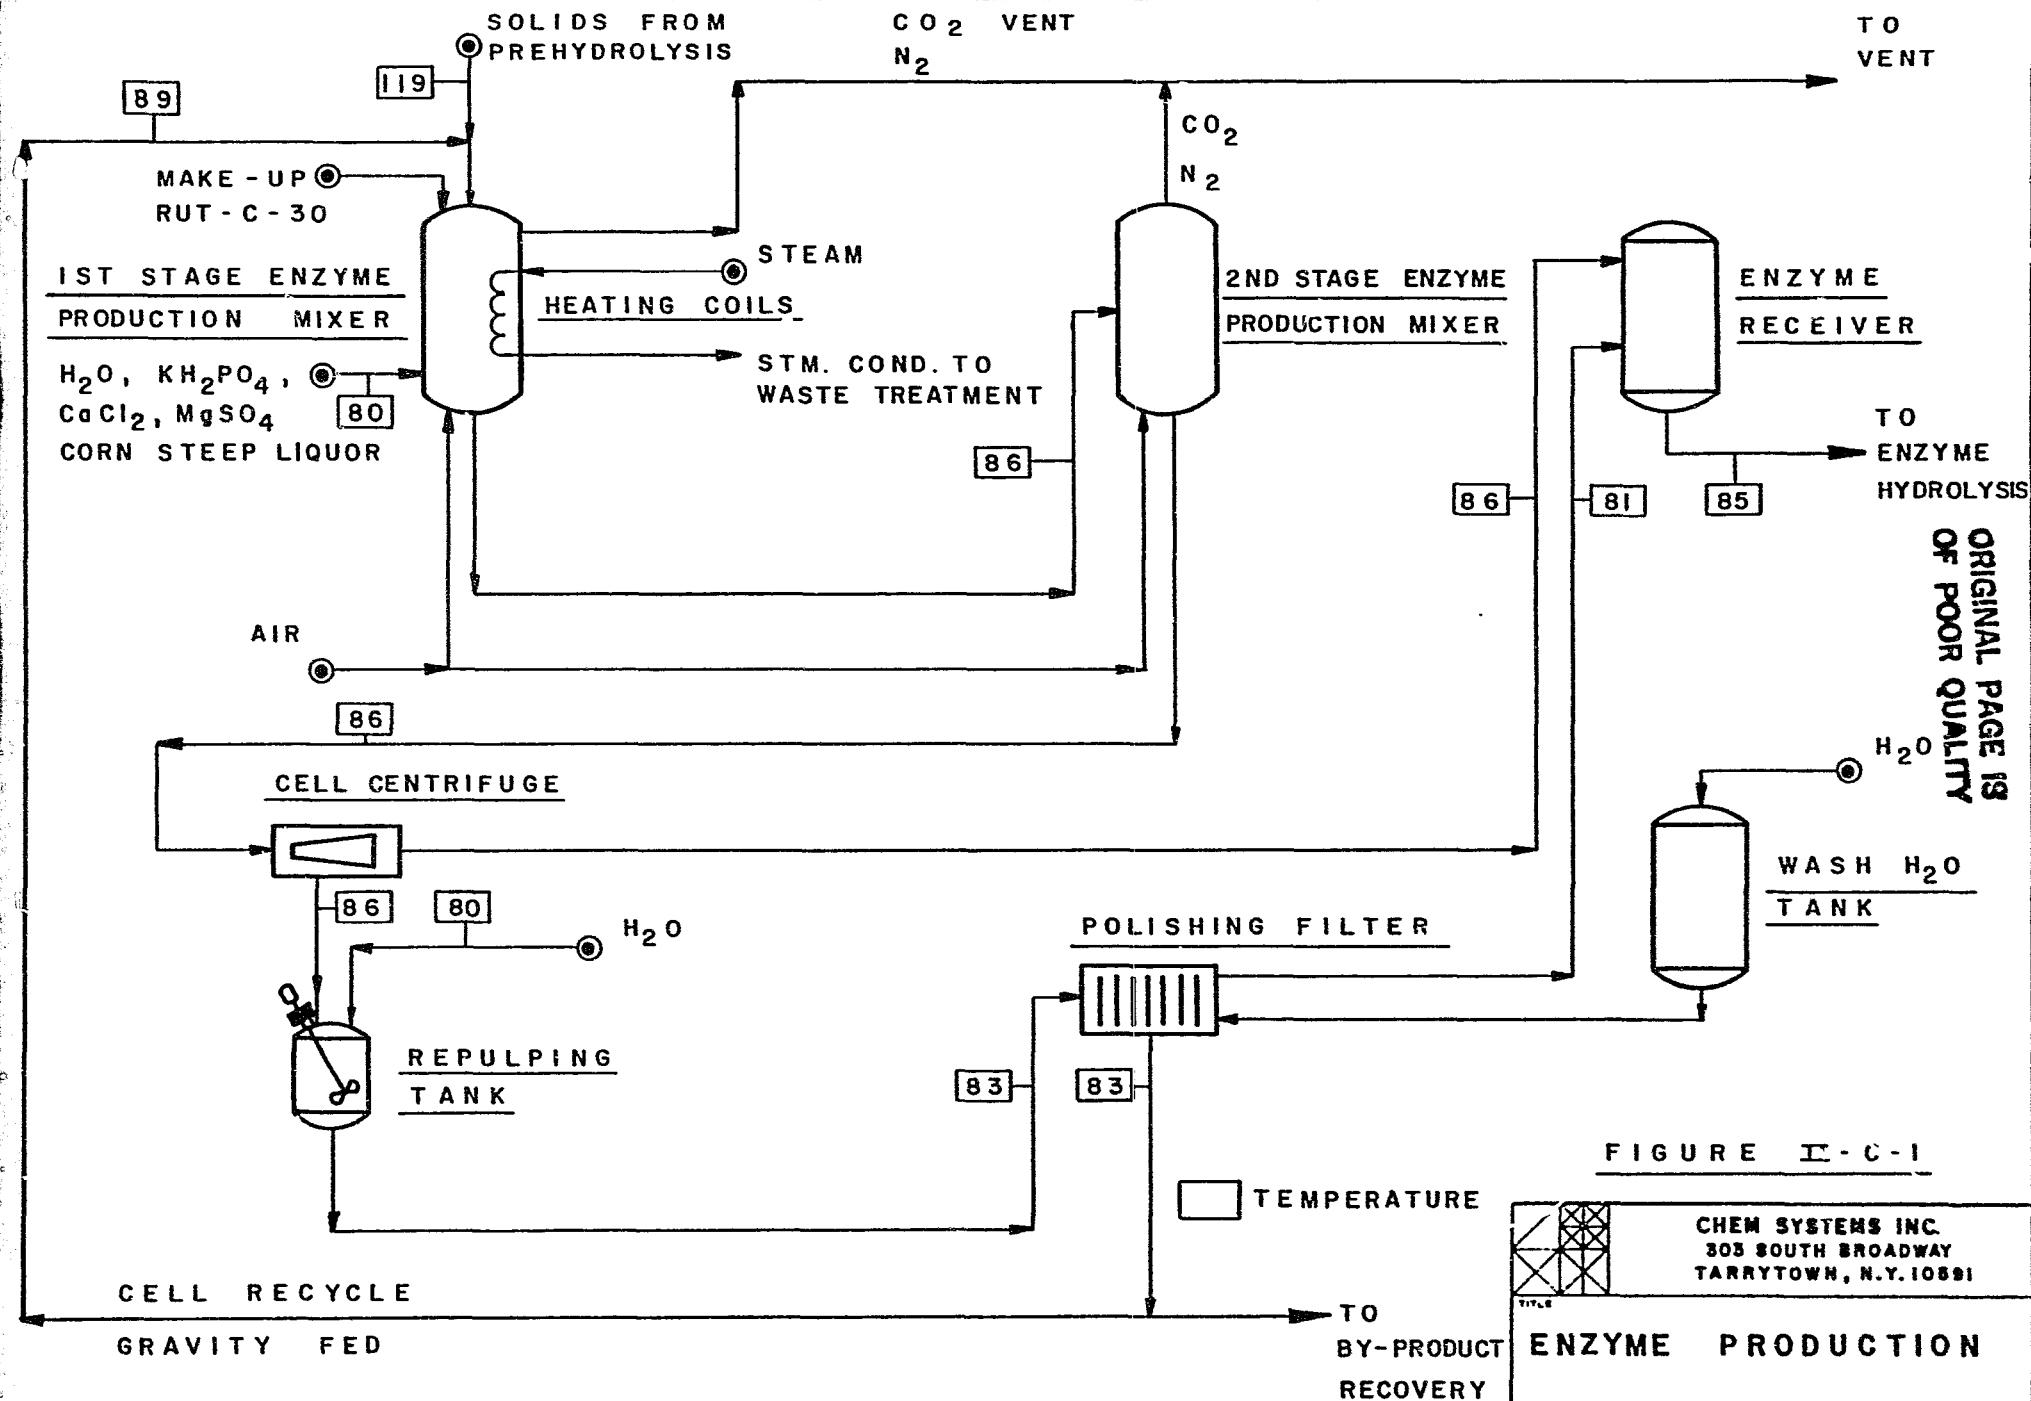 SOLIDS FROM
PREHYDROLYSIS
CO2 VENT
N2
TO
VENT
119
89
CO2
N2
MAKE-UP
RUT-C-30
STEAM
1ST STAGE ENZYME
PRODUCTION MIXER
HEATING COILS
2ND STAGE ENZYME
PRODUCTION MIXER
ENZYME
RECEIVER
H2O, KH2PO4,
CaCl2, MgSO4
CORN STEEP LIQUOR
80
STM. COND. TO
WASTE TREATMENT
TO
ENZYME
HYDROLYSIS
86
86
81
85
ORIGINAL PAGE IS
OF POOR QUALITY
AIR
86
H2O
CELL CENTRIFUGE
WASH H2O
TANK
86
80
H2O
POLISHING FILTER
REPULPING
TANK
83
83
FIGURE II-C-1
TEMPERATURE
CHEM SYSTEMS INC.
303 SOUTH BROADWAY
TARRYTOWN, N.Y. 10591
TITLE
CELL RECYCLE
GRAVITY FED
TO
BY-PRODUCT
RECOVERY
ENZYME PRODUCTION